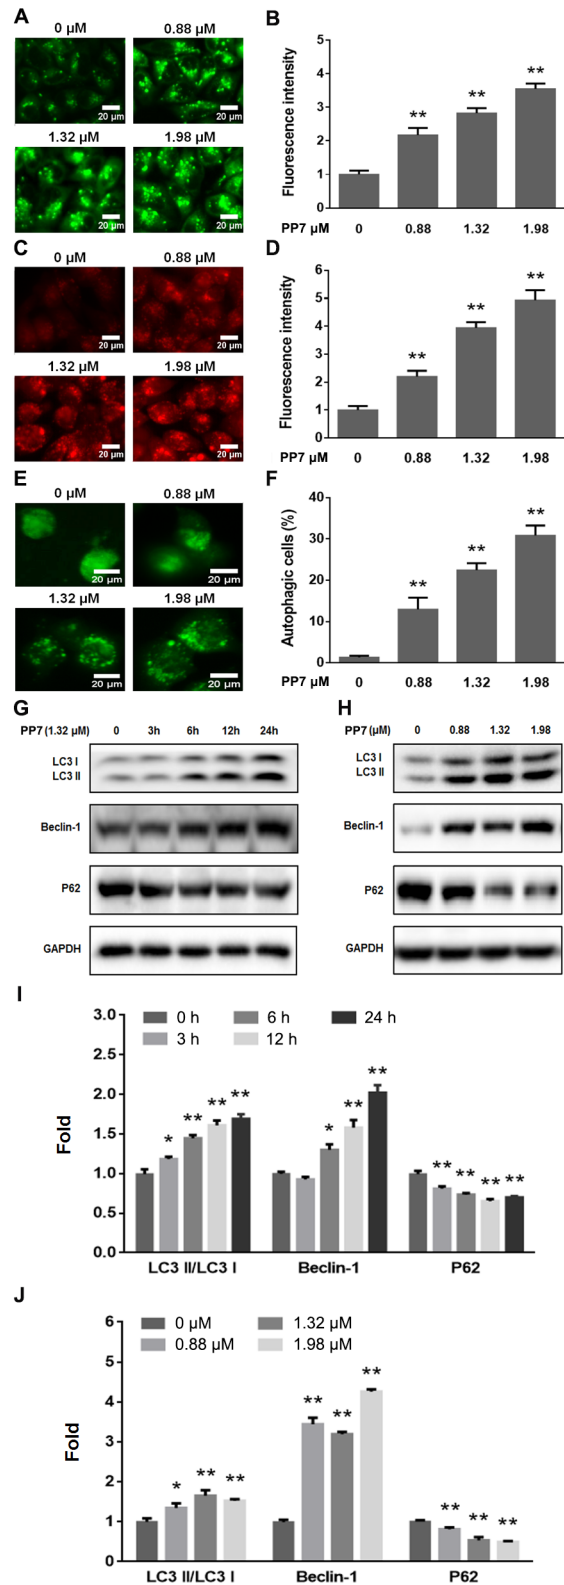 A
0 µM 0.88 µM
20 µm 20 µm
1.32 µM 1.98 µM
20 µm 20 µm
B
Fluorescence intensity
5
4
3
2
1
0
** ** **
PP7 µM 0 0.88 1.32 1.98
C
0 µM 0.88 µM
20 µm 20 µm
1.32 µM 1.98 µM
20 µm 20 µm
D
Fluorescence intensity
6
5
4
3
2
1
0
** ** **
PP7 µM 0 0.88 1.32 1.98
E
0 µM 0.88 µM
20 µm 20 µm
1.32 µM 1.98 µM
20 µm 20 µm
F
Autophagic cells (%)
40
30
20
10
0
** ** **
PP7 µM 0 0.88 1.32 1.98
G
PP7 (1.32 µM) 0 3h 6h 12h 24h
LC3 I
LC3 II
Beclin-1
P62
GAPDH
H
PP7 (µM) 0 0.88 1.32 1.98
LC3 I
LC3 II
Beclin-1
P62
GAPDH
I
0 h 6 h 24 h
3 h 12 h
Fold
3.0
2.5
2.0
1.5
1.0
0.5
0.0
* ** ** **
* ** **
** ** ** **
LC3 II/LC3 I Beclin-1 P62
J
0 µM 1.32 µM
0.88 µM 1.98 µM
Fold
6
5
4
3
2
1
0
* ** **
** ** **
** ** **
LC3 II/LC3 I Beclin-1 P62